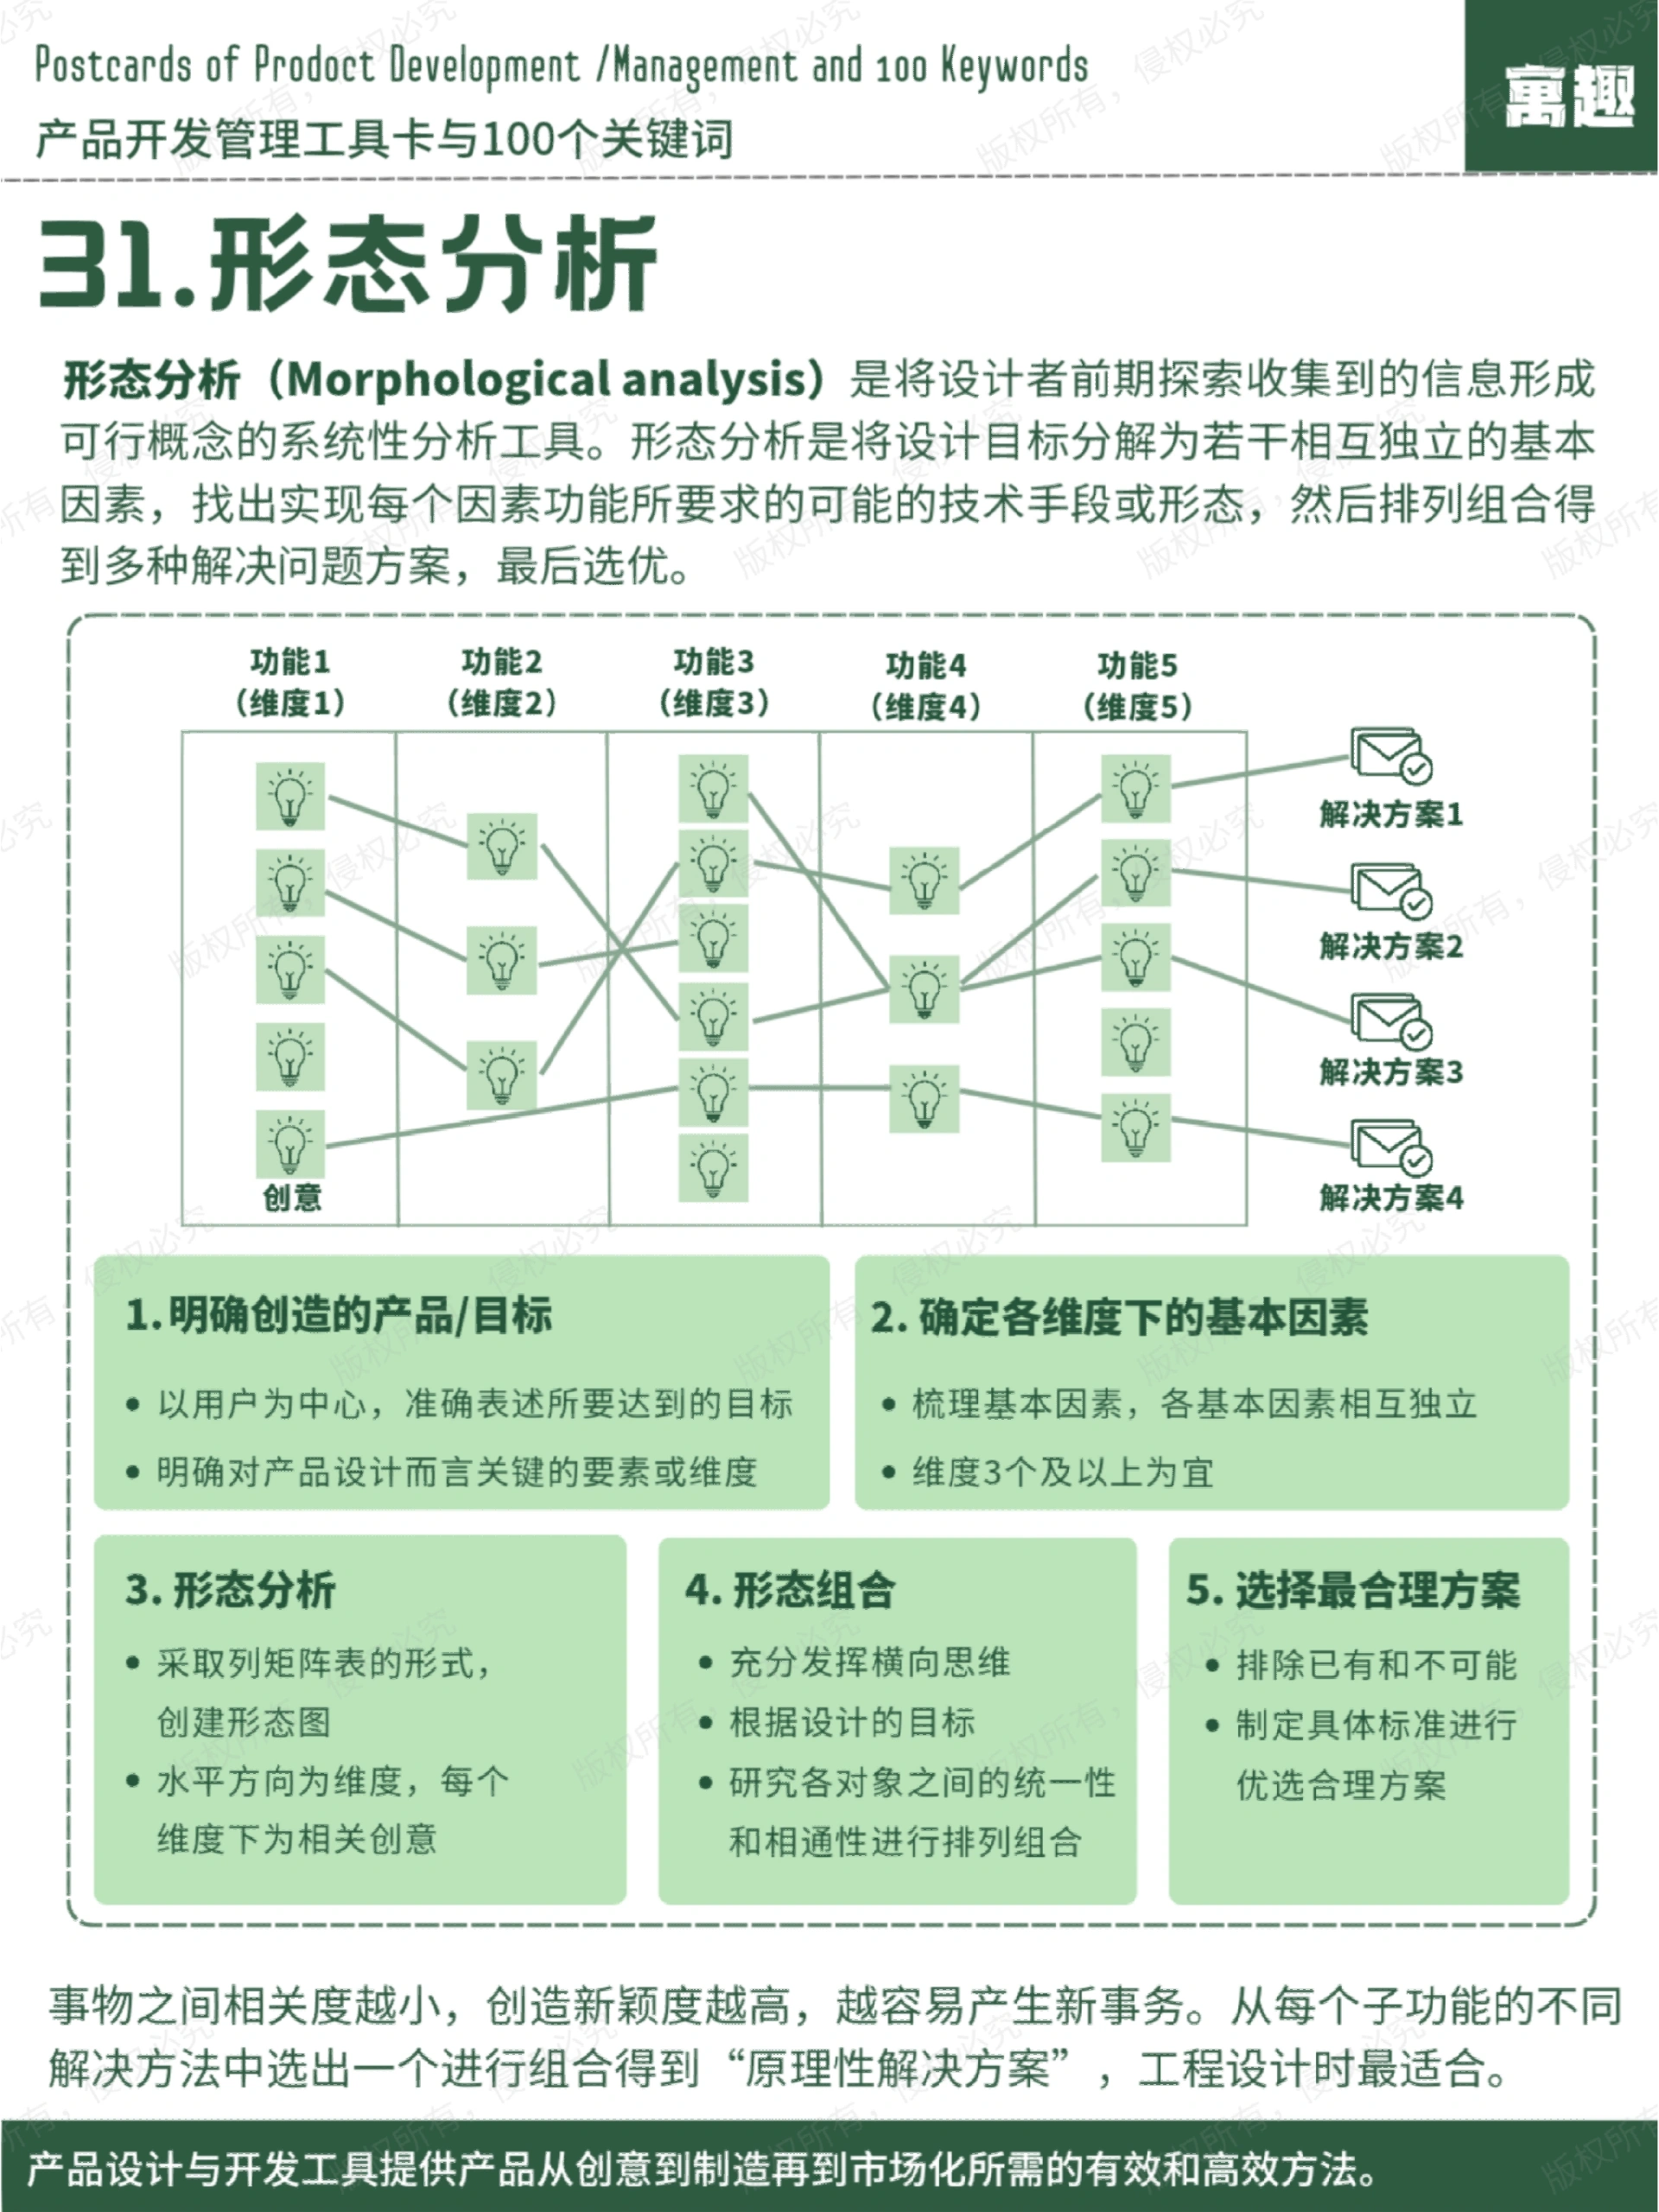 Postcards of Prodoct Development /Management and 100 Keywords
产品开发管理工具卡与100个关键词
寓趣
31.形态分析
形态分析（Morphological analysis）是将设计者前期探索收集到的信息形成
可行概念的系统性分析工具。形态分析是将设计目标分解为若干相互独立的基本
因素，找出实现每个因素功能所要求的可能的技术手段或形态，然后排列组合得
到多种解决问题方案，最后选优。
功能1
（维度1）
功能2
（维度2）
功能3
（维度3）
功能4
（维度4）
功能5
（维度5）
解决方案1
解决方案2
解决方案3
解决方案4
创意
1.明确创造的产品/目标
• 以用户为中心，准确表述所要达到的目标
• 明确对产品设计而言关键的要素或维度
2. 确定各维度下的基本因素
• 梳理基本因素，各基本因素相互独立
• 维度3个及以上为宜
3. 形态分析
• 采取列矩阵表的形式，
创建形态图
• 水平方向为维度，每个
维度下为相关创意
4. 形态组合
• 充分发挥横向思维
• 根据设计的目标
• 研究各对象之间的统一性
和相通性进行排列组合
5. 选择最合理方案
• 排除已有和不可能
• 制定具体标准进行
优选合理方案
事物之间相关度越小，创造新颖度越高，越容易产生新事务。从每个子功能的不同
解决方法中选出一个进行组合得到“原理性解决方案”，工程设计时最适合。
产品设计与开发工具提供产品从创意到制造再到市场化所需的有效和高效方法。
版权所有，侵权必究